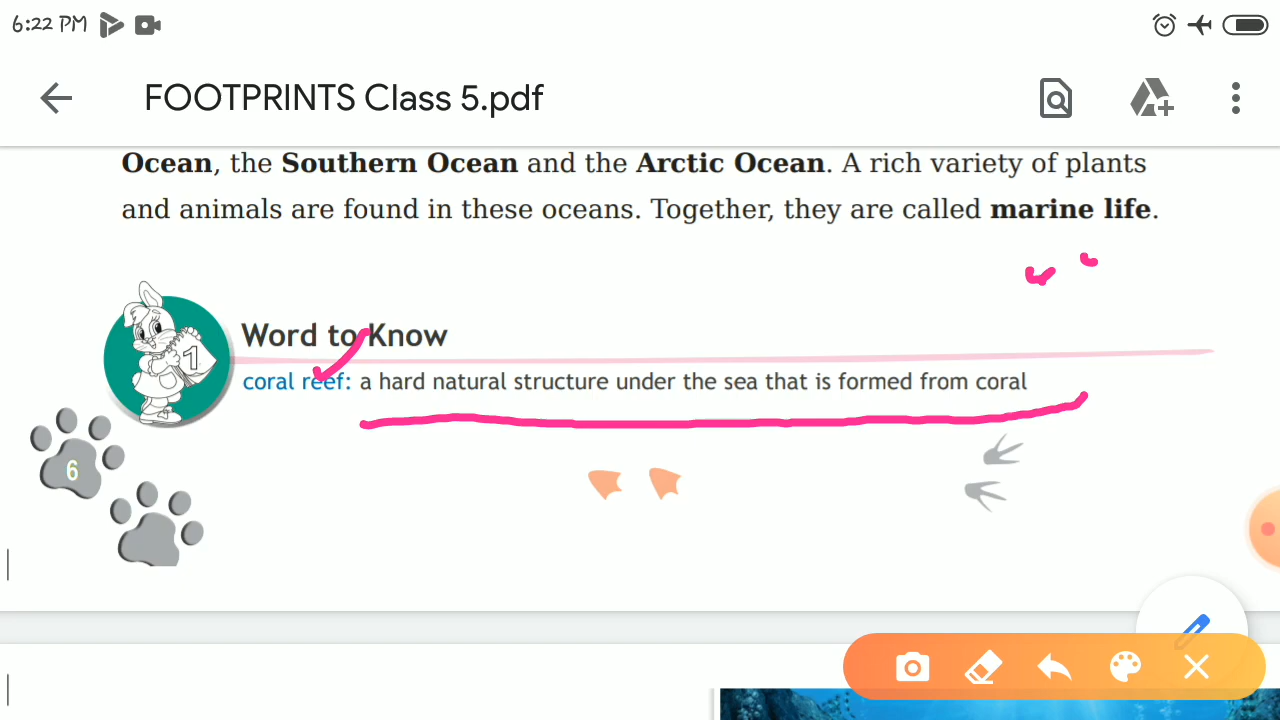 6:22 PM
FOOTPRINTS Class 5.pdf
Ocean, the Southern Ocean and the Arctic Ocean. A rich variety of plants
and animals are found in these oceans. Together, they are called marine life.
Word to Know
1
coral reef: a hard natural structure under the sea that is formed from coral
6